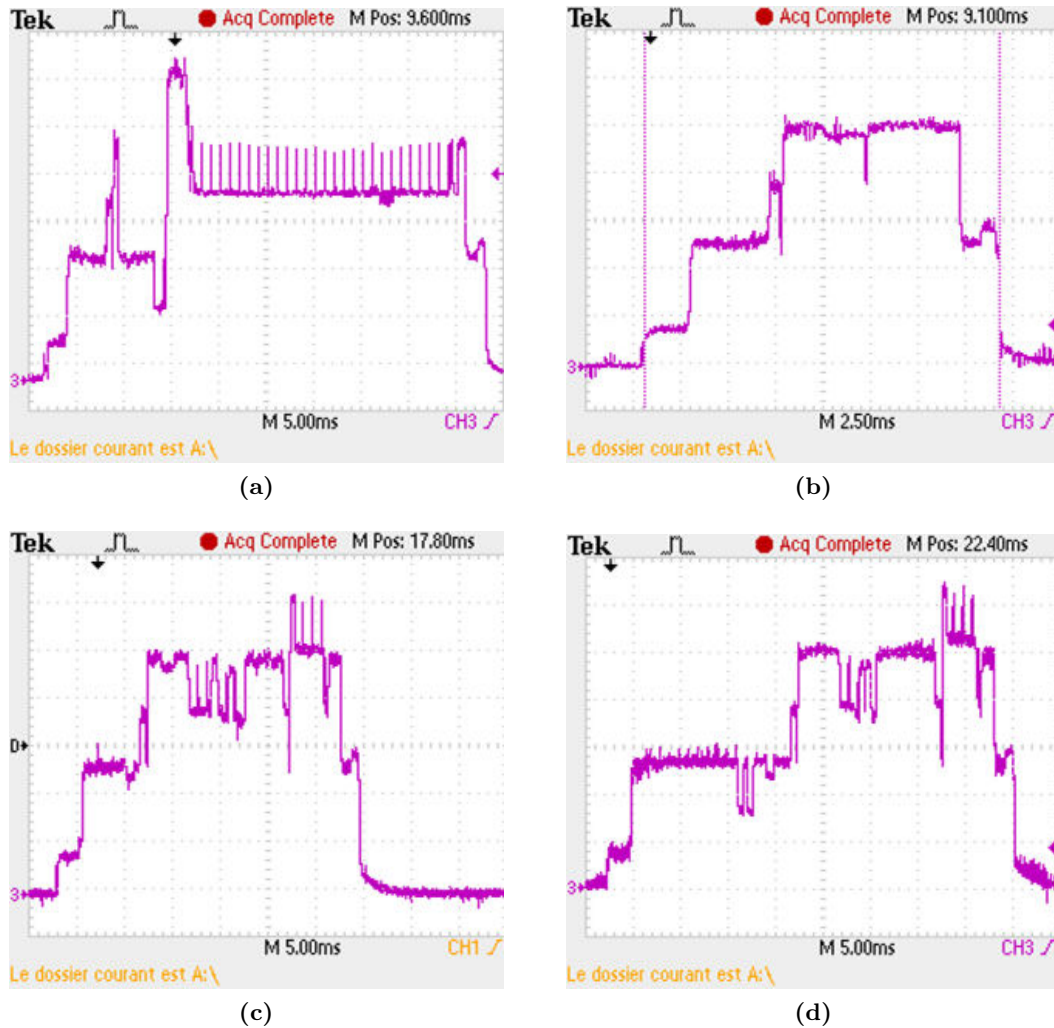 Tek Acq Complete M Pos: 9.600ms
3
M 5.00ms CH3
Le dossier courant est A:\
(a)
Tek Acq Complete M Pos: 9.100ms
3
M 2.50ms CH3
Le dossier courant est A:\
(b)
Tek Acq Complete M Pos: 17.80ms
D
3
M 5.00ms CH1
Le dossier courant est A:\
(c)
Tek Acq Complete M Pos: 22.40ms
3
M 5.00ms CH3
Le dossier courant est A:\
(d)